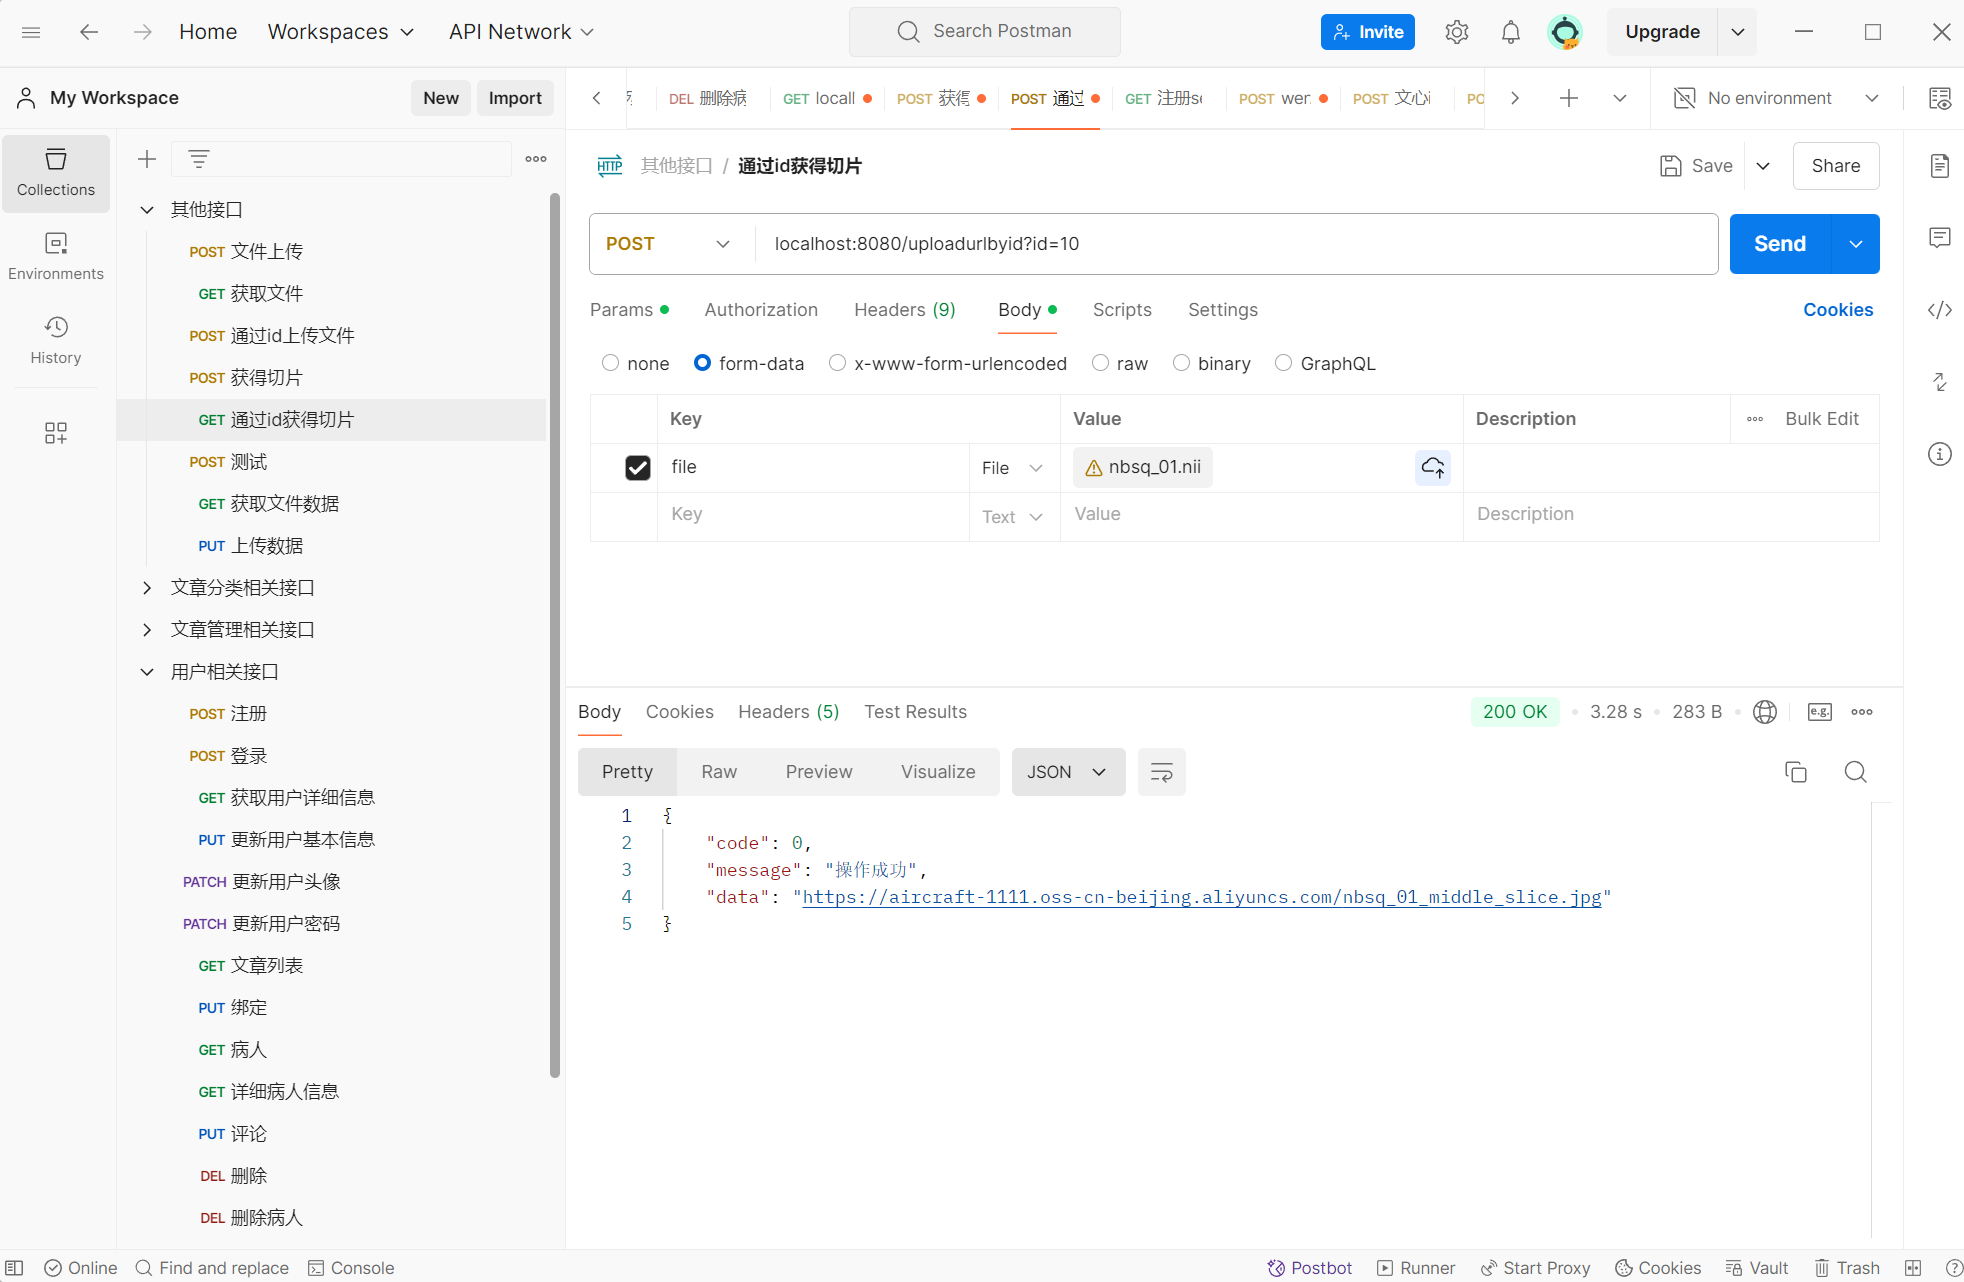 Home Workspaces API Network Search Postman Invite Upgrade
My Workspace New Import DEL 删除病 GET locall POST 获得 POST 通过 GET 注册se POST wer POST 文心 PO No environment
Collections
Environments
History
其他接口
POST 文件上传
GET 获取文件
POST 通过id上传文件
POST 获得切片
GET 通过id获得切片
POST 测试
GET 获取文件数据
PUT 上传数据
文章分类相关接口
文章管理相关接口
用户相关接口
POST 注册
POST 登录
GET 获取用户详细信息
PUT 更新用户基本信息
PATCH 更新用户头像
PATCH 更新用户密码
GET 文章列表
PUT 绑定
GET 病人
GET 详细病人信息
PUT 评论
DEL 删除
DEL 删除病人
HTTP 其他接口 / 通过id获得切片 Save Share
POST localhost:8080/uploadurlbyid?id=10 Send
Params Authorization Headers (9) Body Scripts Settings Cookies
none form-data x-www-form-urlencoded raw binary GraphQL
Key Value Description Bulk Edit
file File nbsq_01.nii
Key Text Value Description
Body Cookies Headers (5) Test Results 200 OK 3.28 s 283 B e.g.
Pretty Raw Preview Visualize JSON
1 {
2 "code": 0,
3 "message": "操作成功",
4 "data": "https://aircraft-1111.oss-cn-beijing.aliyuncs.com/nbsq_01_middle_slice.jpg"
5 }
Online Find and replace Console Postbot Runner Start Proxy Cookies Vault Trash